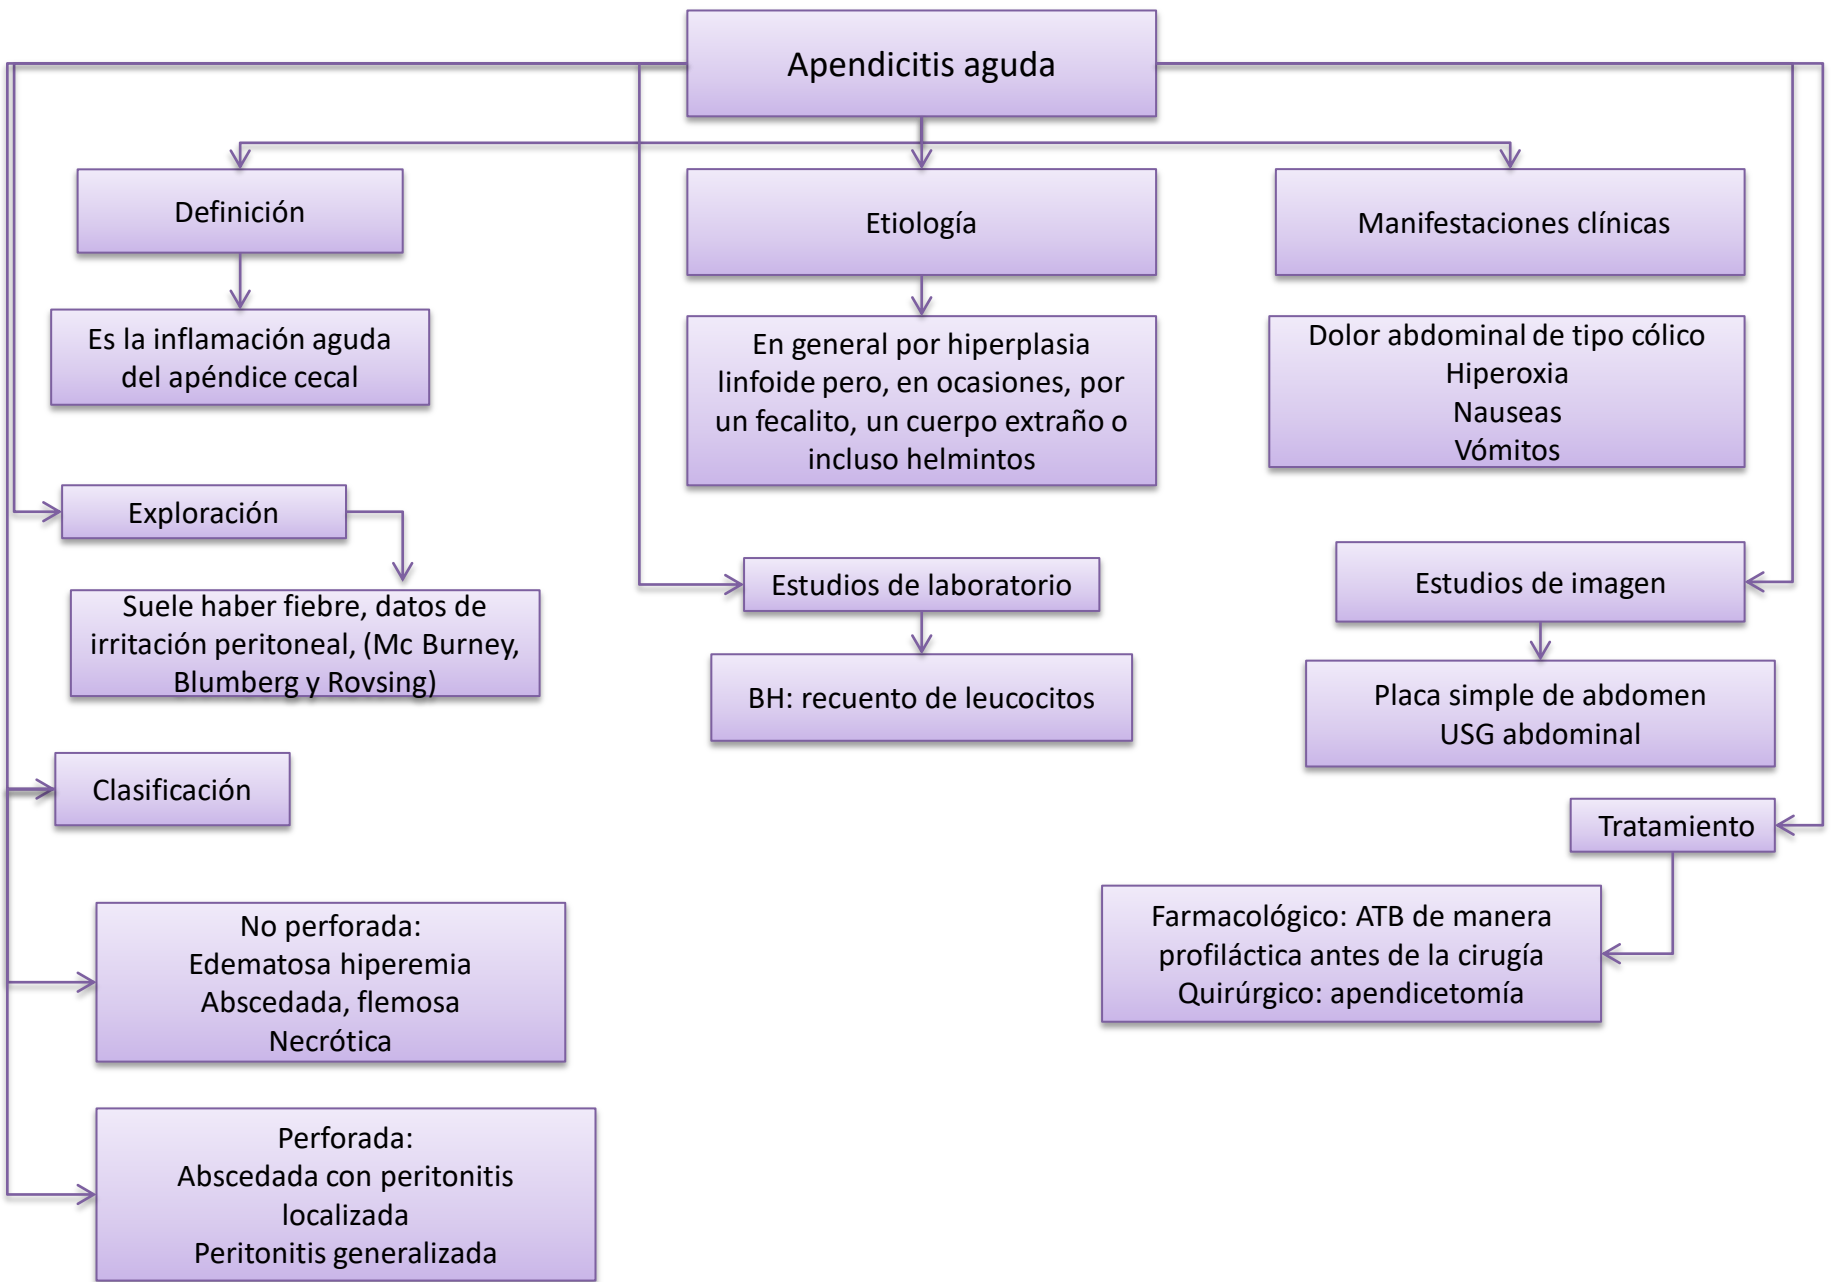 Apendicitis aguda
Definición
Etiología
Manifestaciones clínicas
Es la inflamación aguda
del apéndice cecal
En general por hiperplasia
linfoide pero, en ocasiones, por
un fecalito, un cuerpo extraño o
incluso helmintos
Dolor abdominal de tipo cólico
Hiperoxia
Nauseas
Vómitos
Exploración
Suele haber fiebre, datos de
irritación peritoneal, (Mc Burney,
Blumberg y Rovsing)
Estudios de laboratorio
BH: recuento de leucocitos
Estudios de imagen
Placa simple de abdomen
USG abdominal
Clasificación
No perforada:
Edematosa hiperemia
Abscedada, flemosa
Necrótica
Perforada:
Abscedada con peritonitis
localizada
Peritonitis generalizada
Tratamiento
Farmacológico: ATB de manera
profiláctica antes de la cirugía
Quirúrgico: apendicetomía